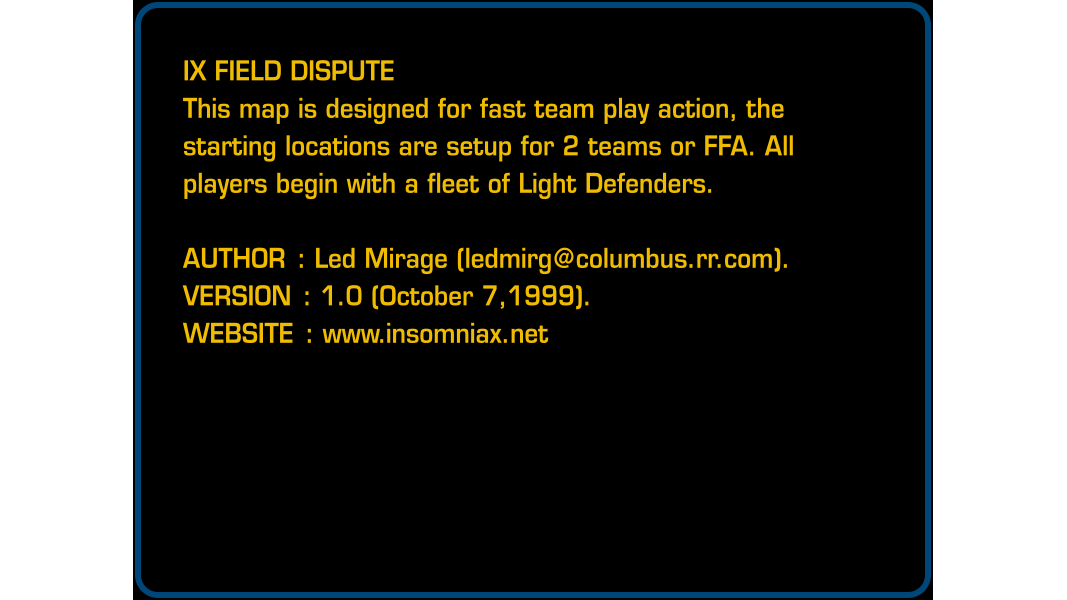 IX FIELD DISPUTE
This map is designed for fast team play action, the
starting locations are setup for 2 teams or FFA. All
players begin with a fleet of Light Defenders.
AUTHOR : Led Mirage (ledmirg@columbus.rr.com).
VERSION : 1.0 (October 7,1999).
WEBSITE : www.insomniax.net